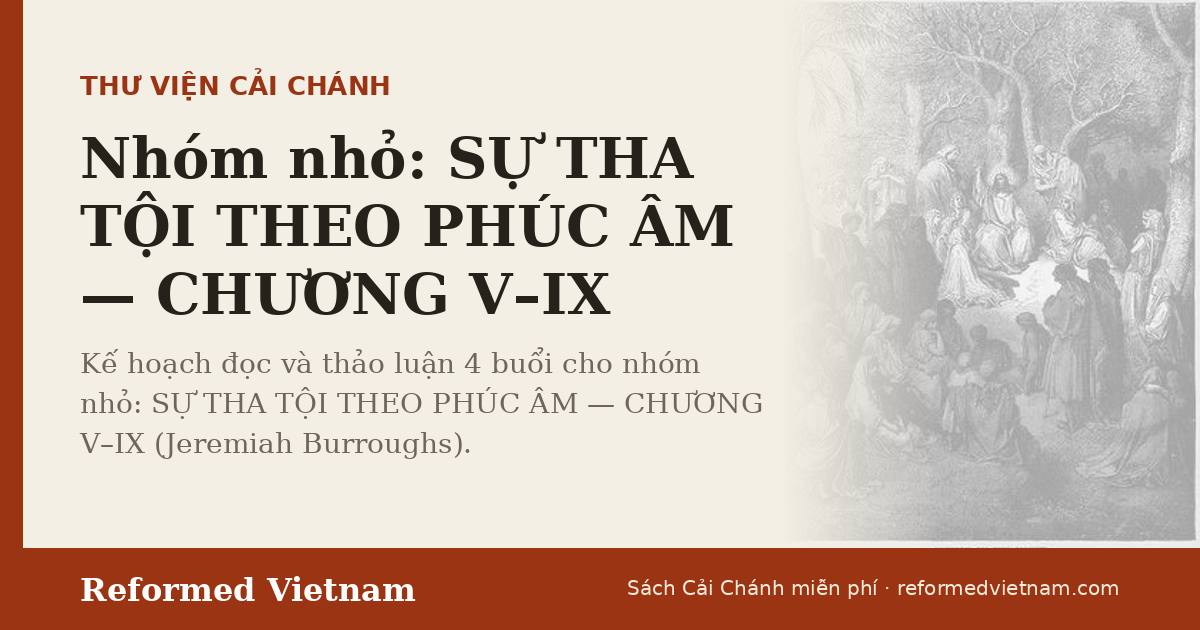 THƯ VIỆN CẢI CHÁNH
Nhóm nhỏ: SỰ THA
TỘI THEO PHÚC ÂM
— CHƯƠNG V–IX
Kế hoạch đọc và thảo luận 4 buổi cho nhóm
nhỏ: SỰ THA TỘI THEO PHÚC ÂM — CHƯƠNG
V–IX (Jeremiah Burroughs).
Reformed Vietnam
Sách Cải Chánh miễn phí · reformedvietnam.com